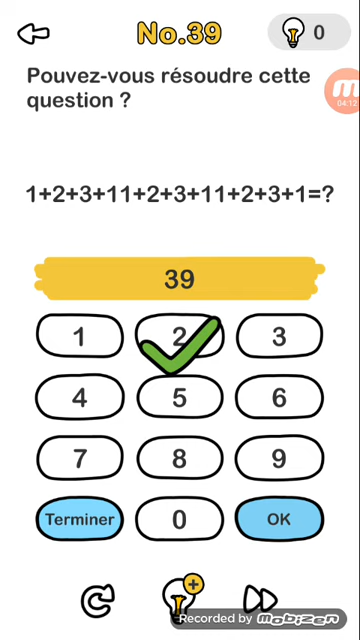 No.39
0
Pouvez-vous résoudre cette
question ?
04:12
1+2+3+11+2+3+11+2+3+1=?
39
1
2
3
4
5
6
7
8
9
Terminer
0
OK
Recorded by mobizen